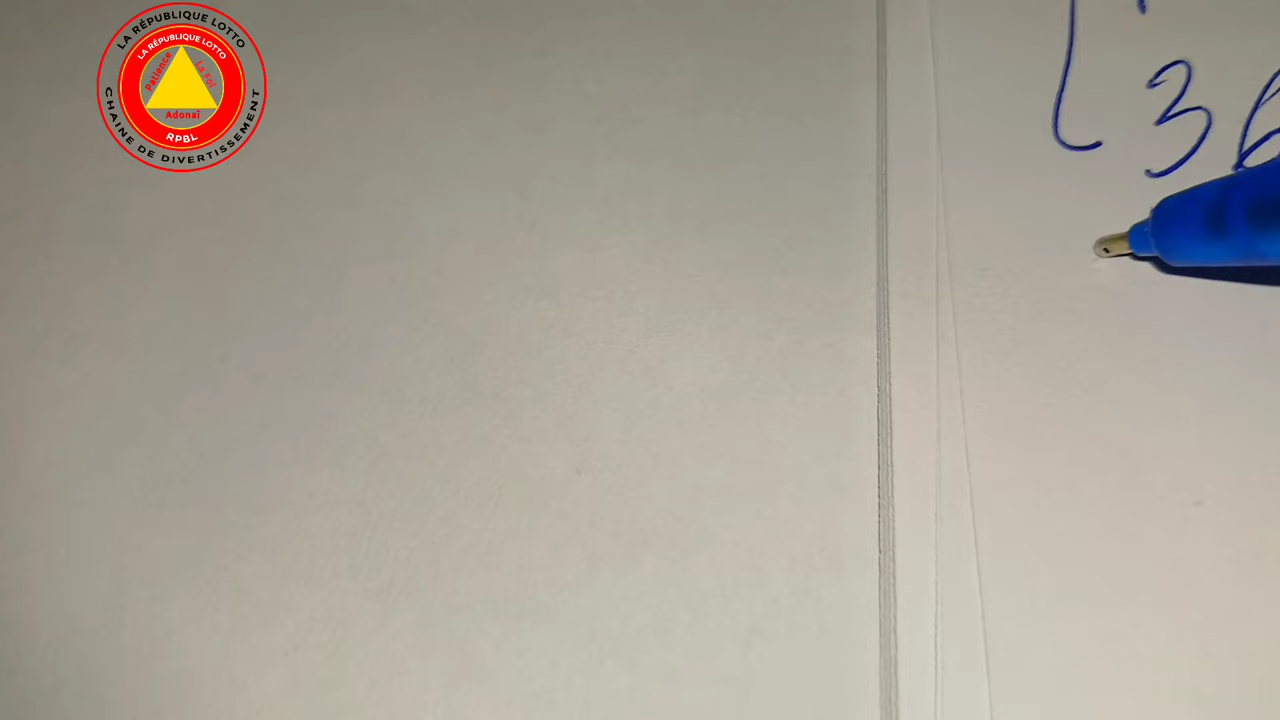 LA RÉPUBLIQUE LOTTO
LA RÉPUBLIQUE LOTTO
Patience
La Foi
Adonaï
RPBL
CHAINE DE DIVERTISSEMENT
36